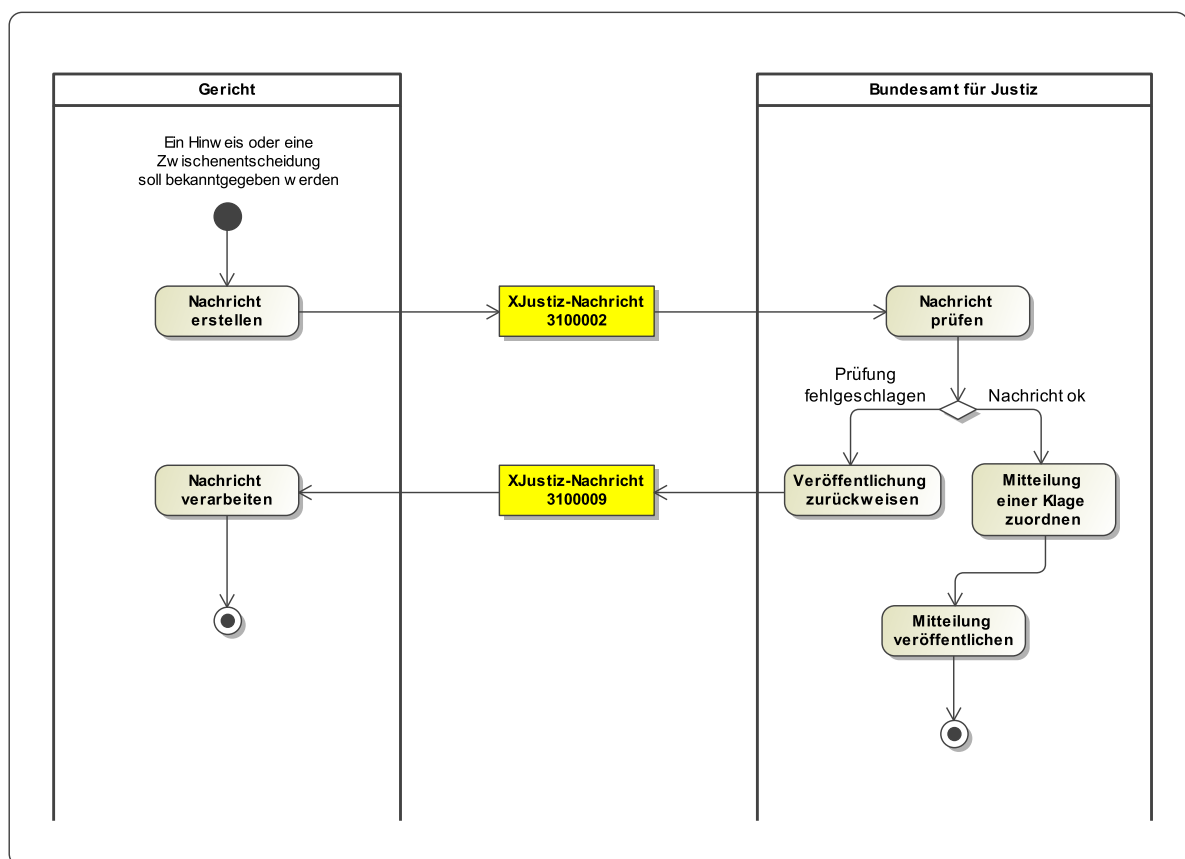 Gericht
Bundesamt für Justiz
Ein Hinweis oder eine
Zwischenentscheidung
soll bekanntgegeben werden
Nachricht
erstellen
XJustiz-Nachricht
3100002
Nachricht
prüfen
Prüfung
fehlgeschlagen
Nachricht ok
Nachricht
verarbeiten
XJustiz-Nachricht
3100009
Veröffentlichung
zurückweisen
Mitteilung
einer Klage
zuordnen
Mitteilung
veröffentlichen